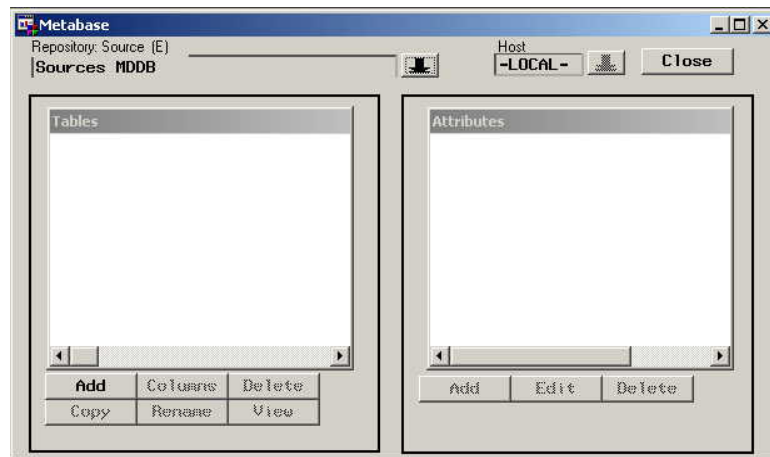 Metabase
Repository: Source (E)
Sources MDDB
Host
-LOCAL-
Close
Tables
Attributes
Add Columns Delete
Copy Rename View
Add Edit Delete